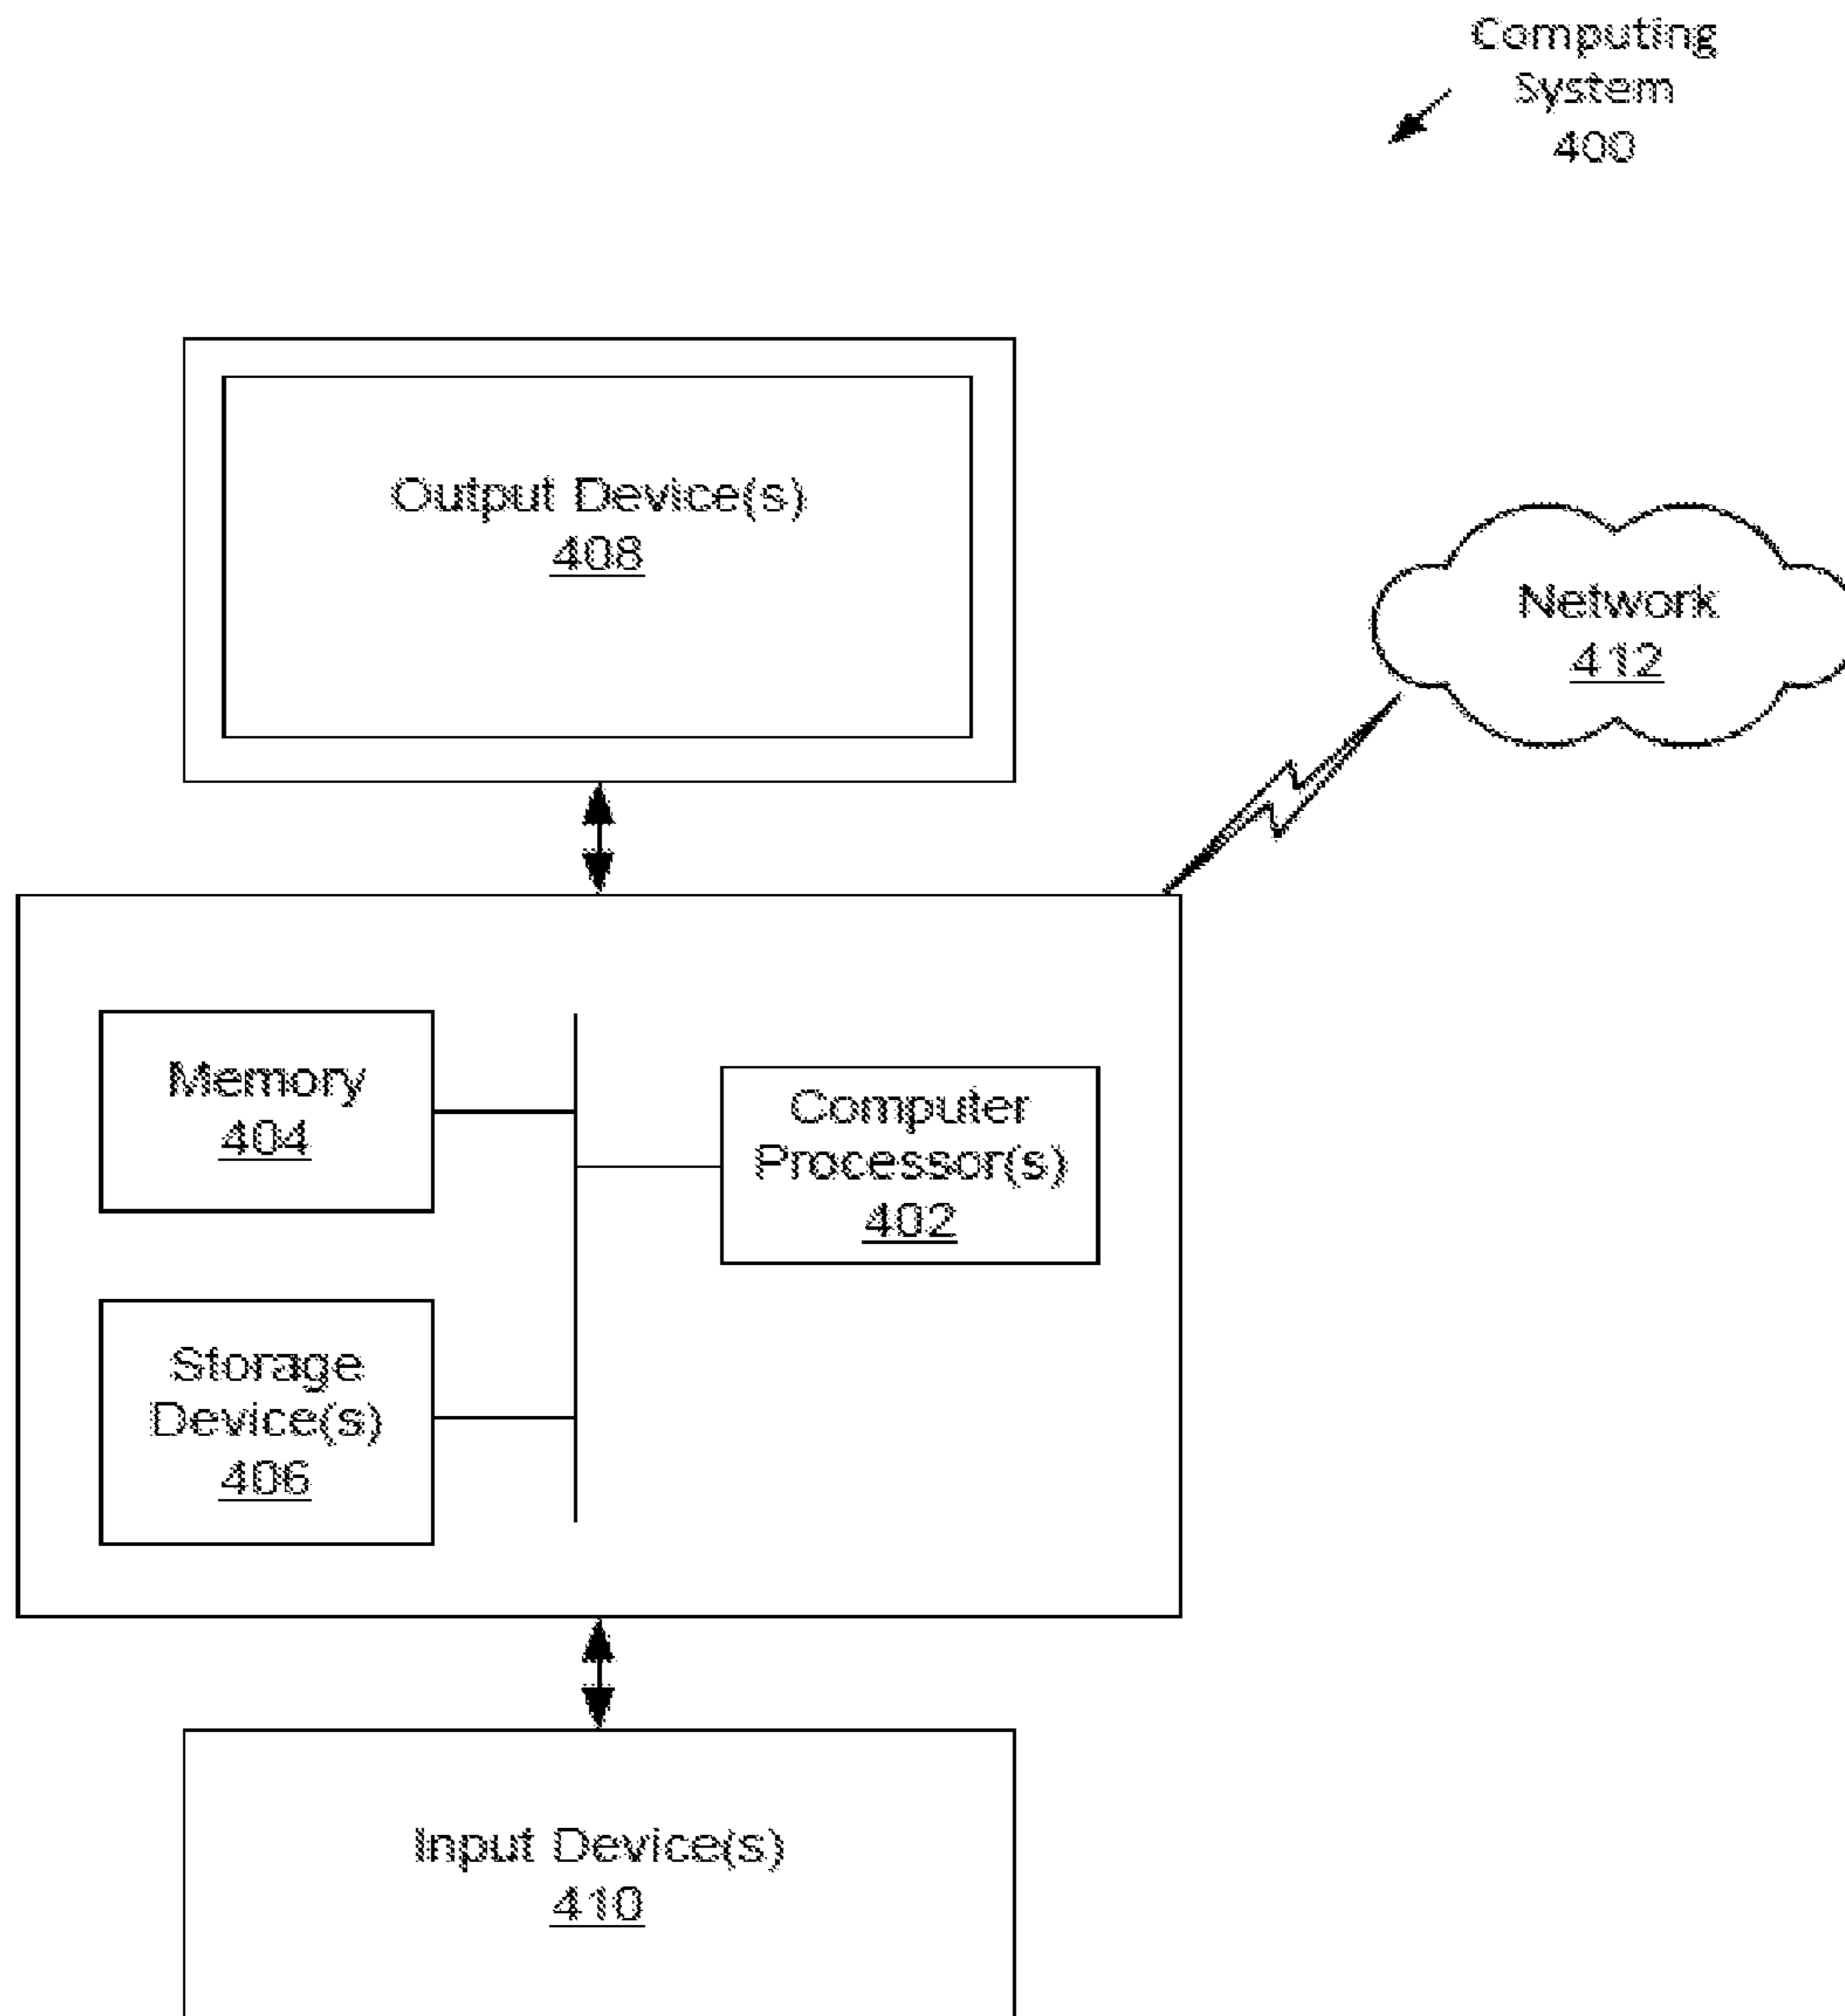 Computing
System
400
Output Device(s)
408
Network
412
Memory
404
Computer
Processor(s)
402
Storage
Device(s)
406
Input Device(s)
410